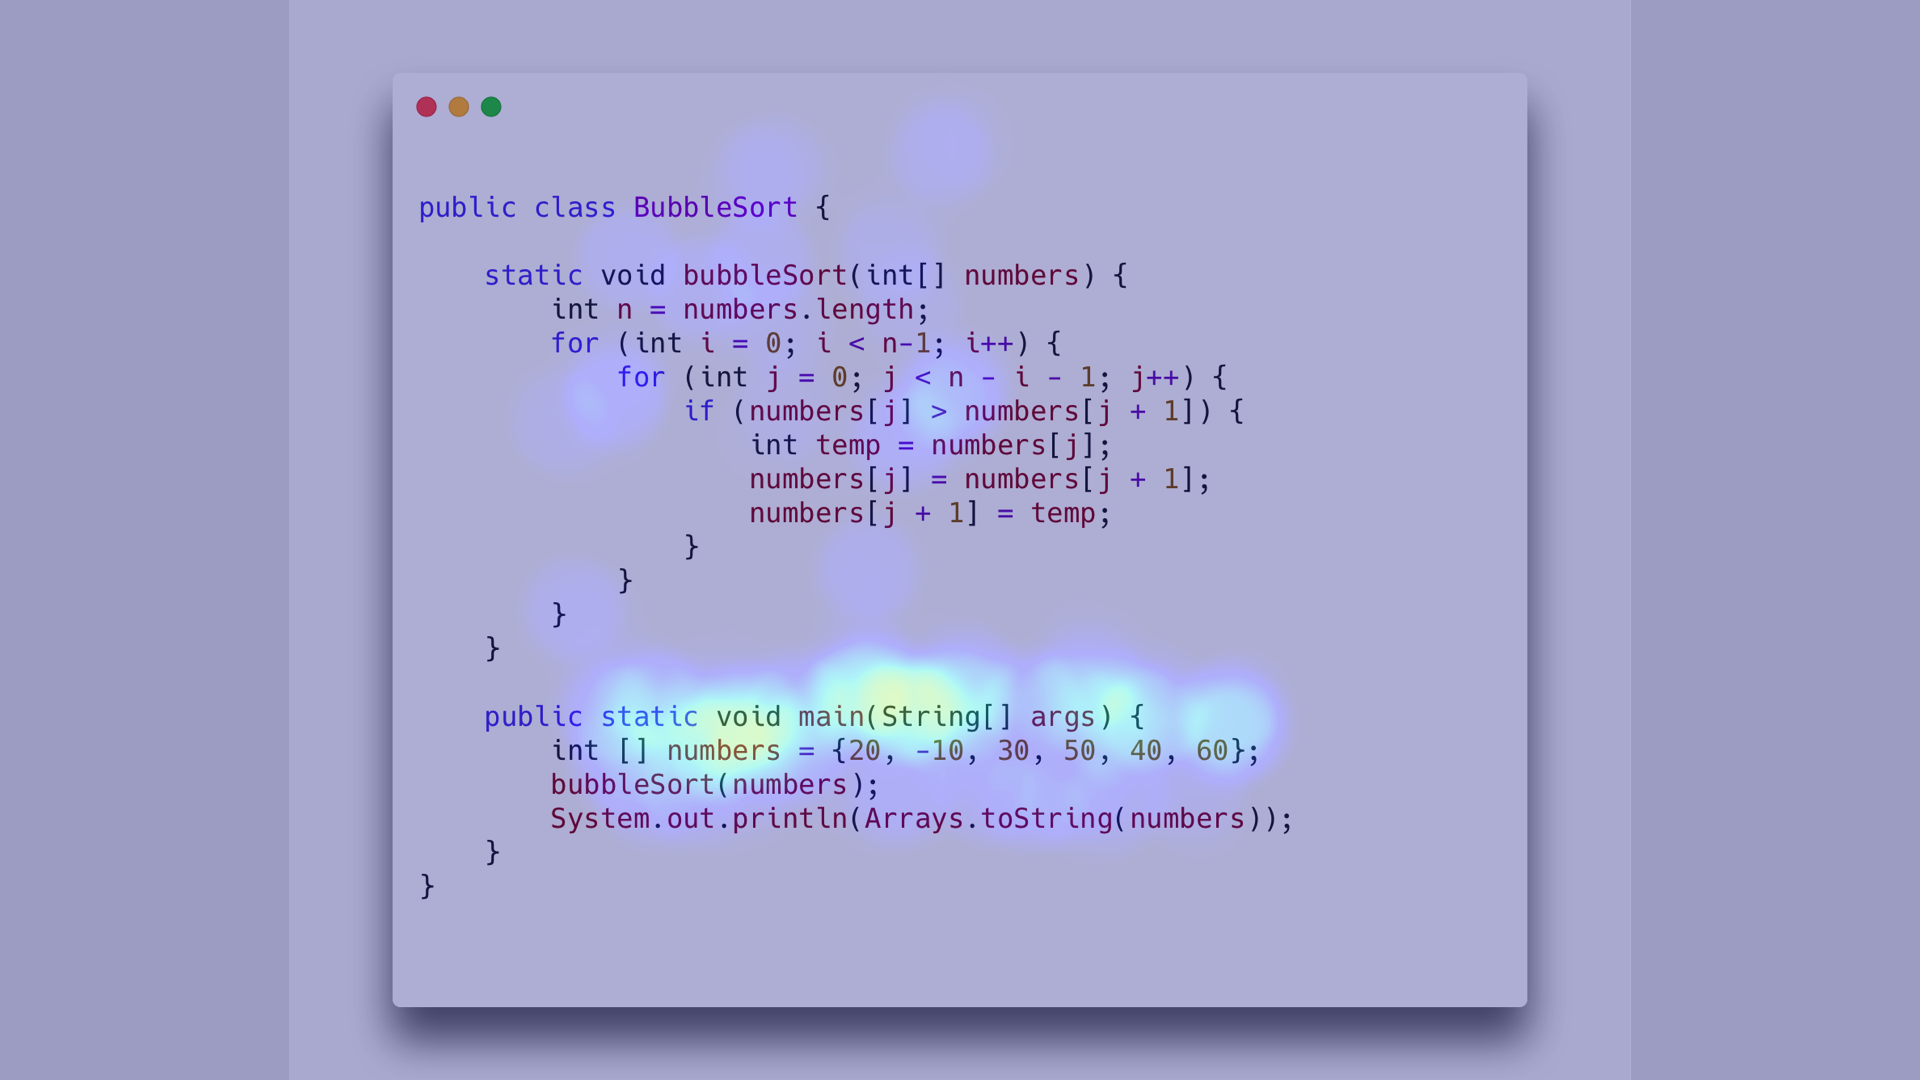 public class BubbleSort {
static void bubbleSort(int[] numbers) {
int n = numbers.length;
for (int i = 0; i < n-1; i++) {
for (int j = 0; j < n - i - 1; j++) {
if (numbers[j] > numbers[j + 1]) {
int temp = numbers[j];
numbers[j] = numbers[j + 1];
numbers[j + 1] = temp;
}
}
}
}
public static void main(String[] args) {
int [] numbers = {20, -10, 30, 50, 40, 60};
bubbleSort(numbers);
System.out.println(Arrays.toString(numbers));
}
}